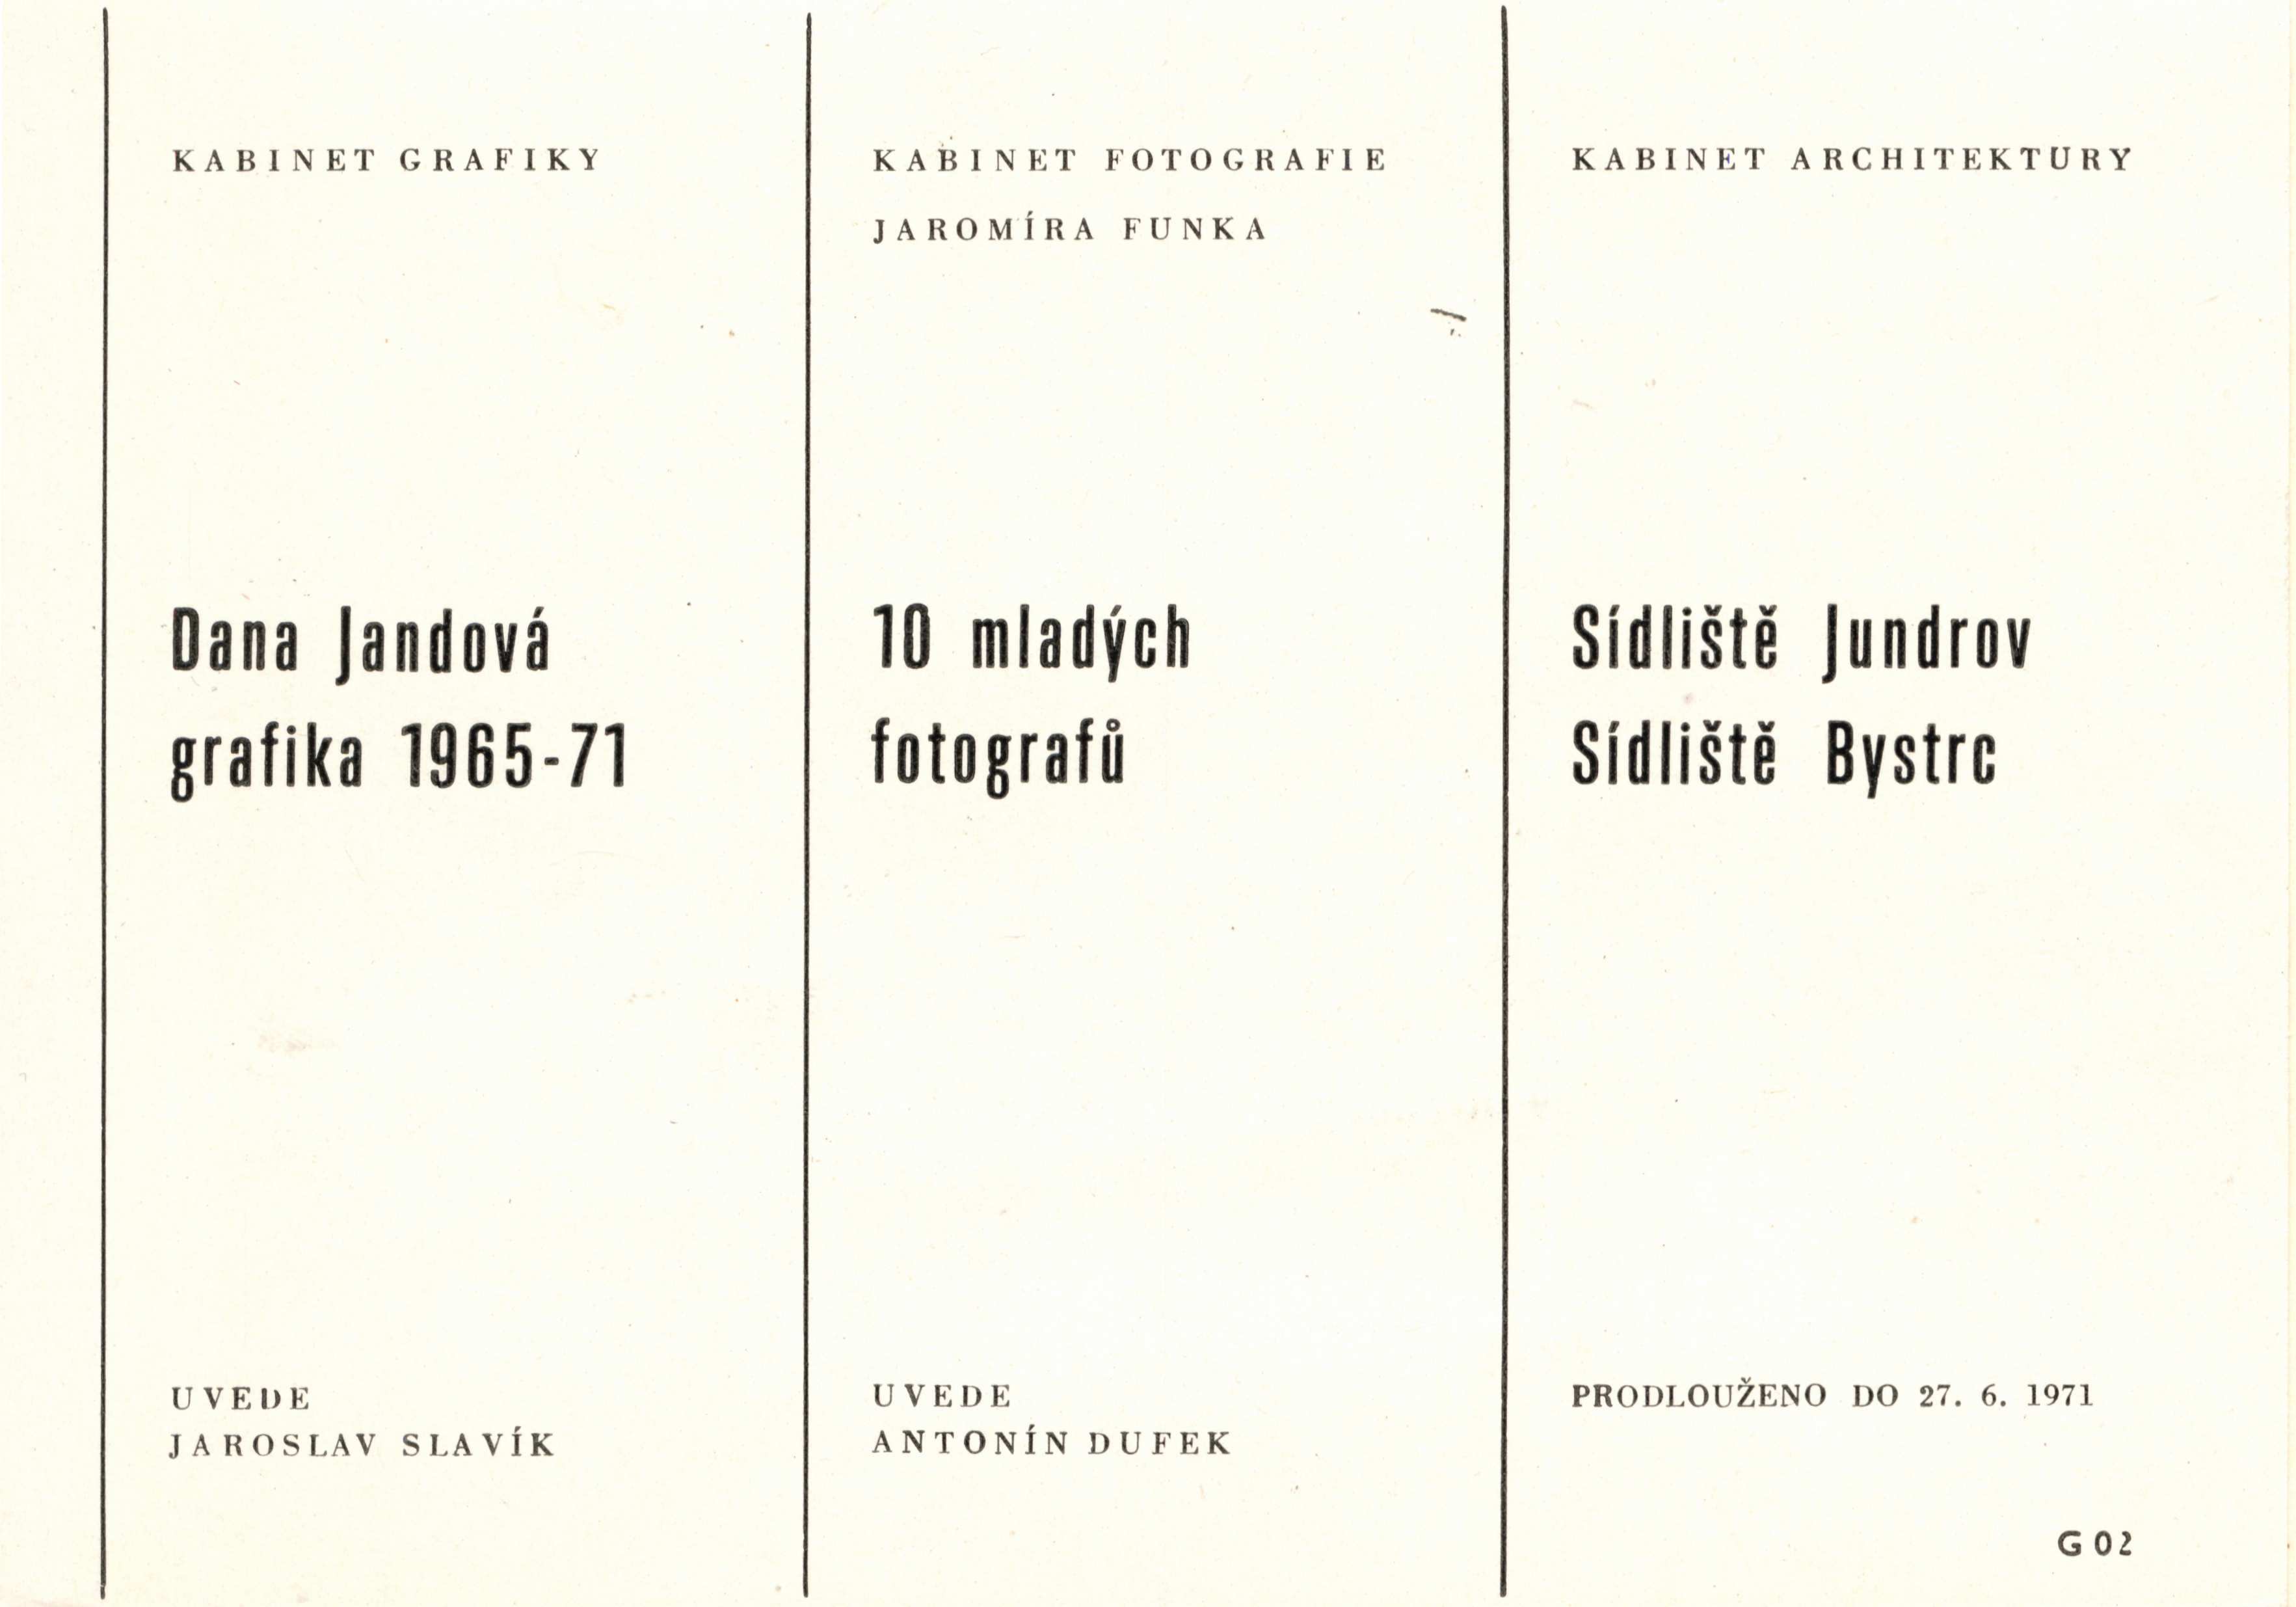 KABINET GRAFIKY
Dana Jandová
grafika 1965-71
UVEDE
JAROSLAV SLAVÍK
KABINET FOTOGRAFIE
JAROMÍRA FUNKA
10 mladých
fotografů
UVEDE
ANTONÍN DUFEK
KABINET ARCHITEKTURY
Sídliště Jundrov
Sídliště Bystrc
PRODLOUŽENO DO 27. 6. 1971
G 02